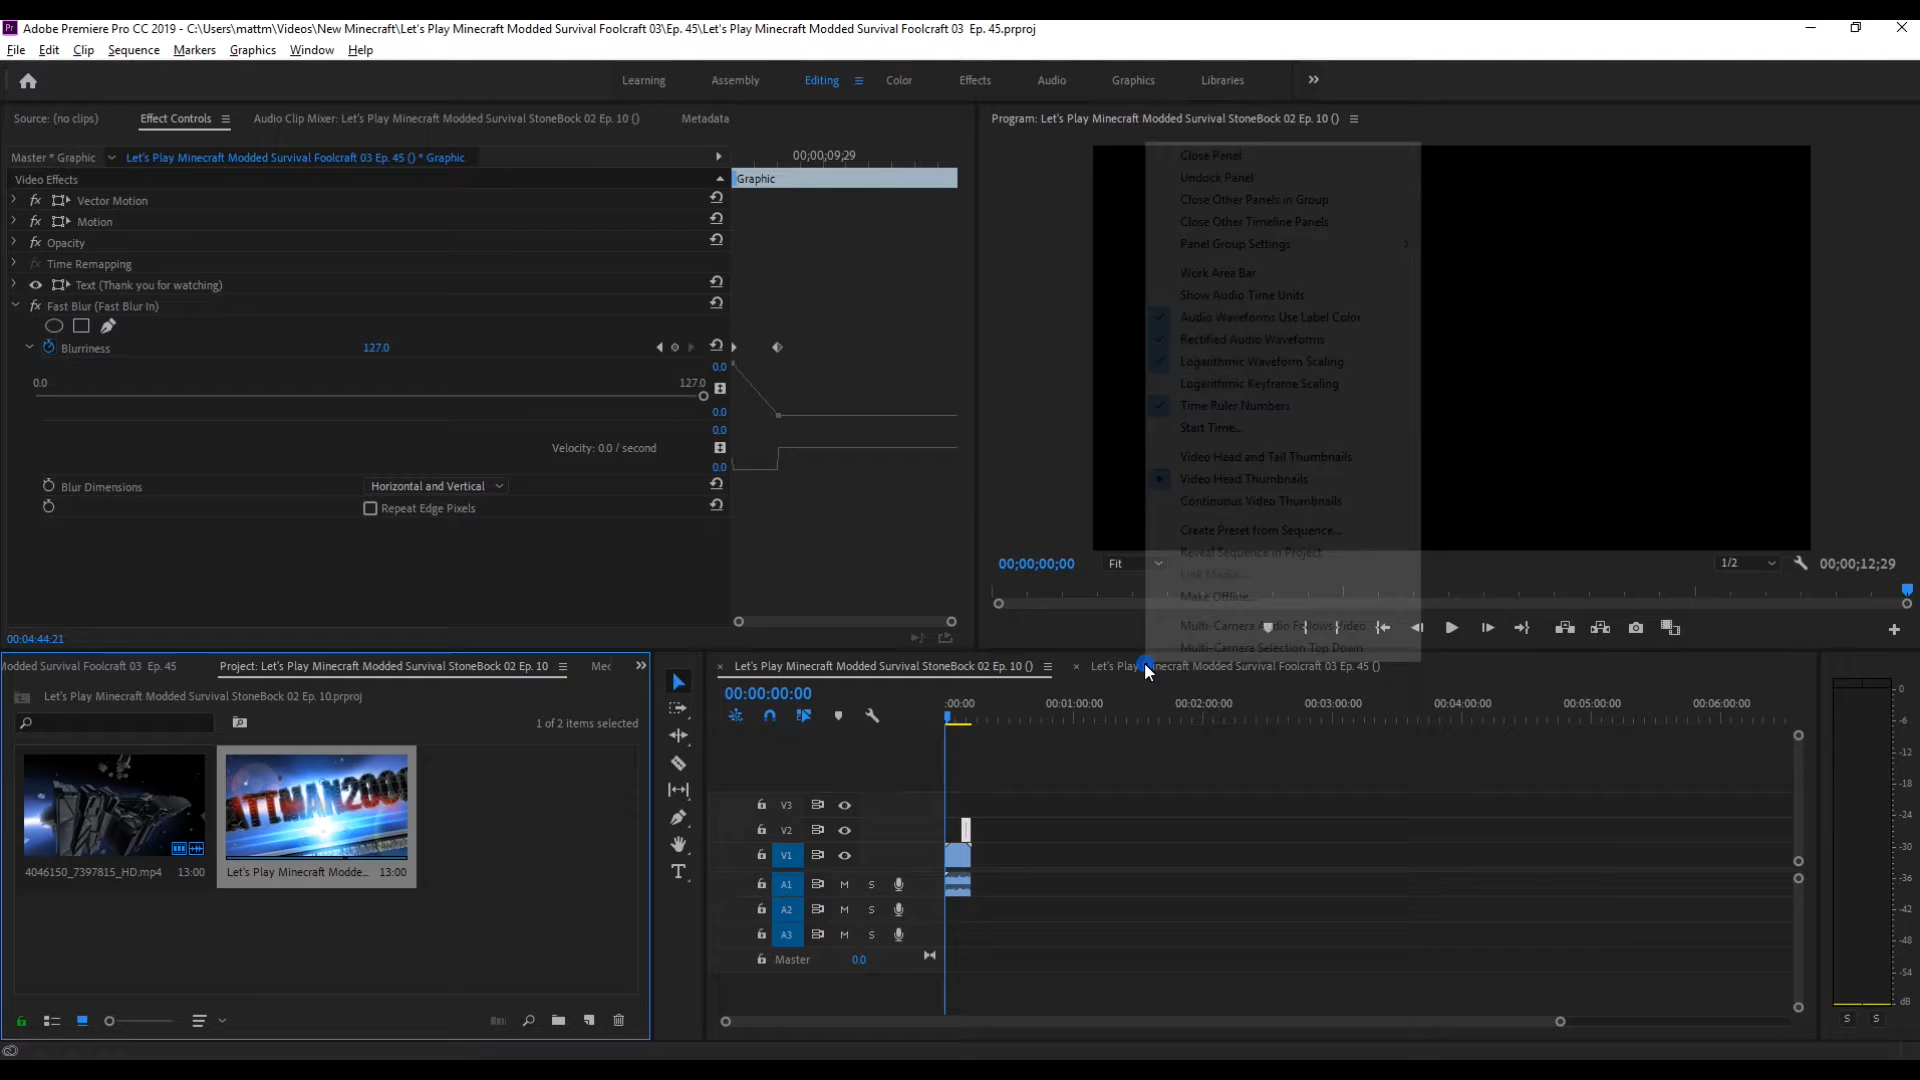 Adobe Premiere Pro CC 2019 - C:\Users\mattm\Videos\New Minecraft\Let's Play Minecraft Modded Survival Foolcraft 03\Ep. 45\Let's Play Minecraft Modded Survival Foolcraft 03 Ep. 45.prproj
File Edit Clip Sequence Markers Graphics Window Help
Learning Assembly Editing Color Effects Audio Graphics Libraries
Source: (no clips) Effect Controls Audio Clip Mixer: Let's Play Minecraft Modded Survival StoneBock 02 Ep. 10 () Metadata
Program: Let's Play Minecraft Modded Survival StoneBock 02 Ep. 10 ()
Master * Graphic Let's Play Minecraft Modded Survival Foolcraft 03 Ep. 45 () * Graphic
00;00;09;29
Video Effects
Graphic
Vector Motion
Motion
Opacity
Time Remapping
Text (Thank you for watching)
Fast Blur (Fast Blur In)
Blurriness 127.0
0.0
0.0 127.0
0.0
0.0
Velocity: 0.0 / second
0.0
Blur Dimensions Horizontal and Vertical
Repeat Edge Pixels
00;04;44;21
Close Panel
Undock Panel
Close Other Panels in Group
Close Other Timeline Panels
Panel Group Settings
Work Area Bar
Show Audio Time Units
Audio Waveforms Use Label Color
Rectified Audio Waveforms
Logarithmic Waveform Scaling
Logarithmic Keyframe Scaling
Time Ruler Numbers
Start Time...
Video Head and Tail Thumbnails
Video Head Thumbnails
Continuous Video Thumbnails
Create Preset from Sequence...
Reveal Sequence in Project
Link Media...
Make Offline...
Multi-Camera Audio Follows Video
Multi-Camera Selection Top Down
00;00;00;00 Fit 1/2 00;00;12;29
Modded Survival Foolcraft 03 Ep. 45 Project: Let's Play Minecraft Modded Survival StoneBock 02 Ep. 10
Let's Play Minecraft Modded Survival StoneBock 02 Ep. 10.prproj
1 of 2 items selected
ATTMAN200
4046150_7397815_HD.mp4 13:00
Let's Play Minecraft Modde... 13:00
Let's Play Minecraft Modded Survival StoneBock 02 Ep. 10 () Let's Play Minecraft Modded Survival Foolcraft 03 Ep. 45 ()
00:00:00:00
:00:00 00:01:00:00 00:02:00:00 00:03:00:00 00:04:00:00 00:05:00:00 00:06:00:00
V3
V2
V1
A1 M S
A2 M S
A3 M S
Master 0.0
0
-6
-12
-18
-24
-30
-36
-42
-48
-54
dB
S S